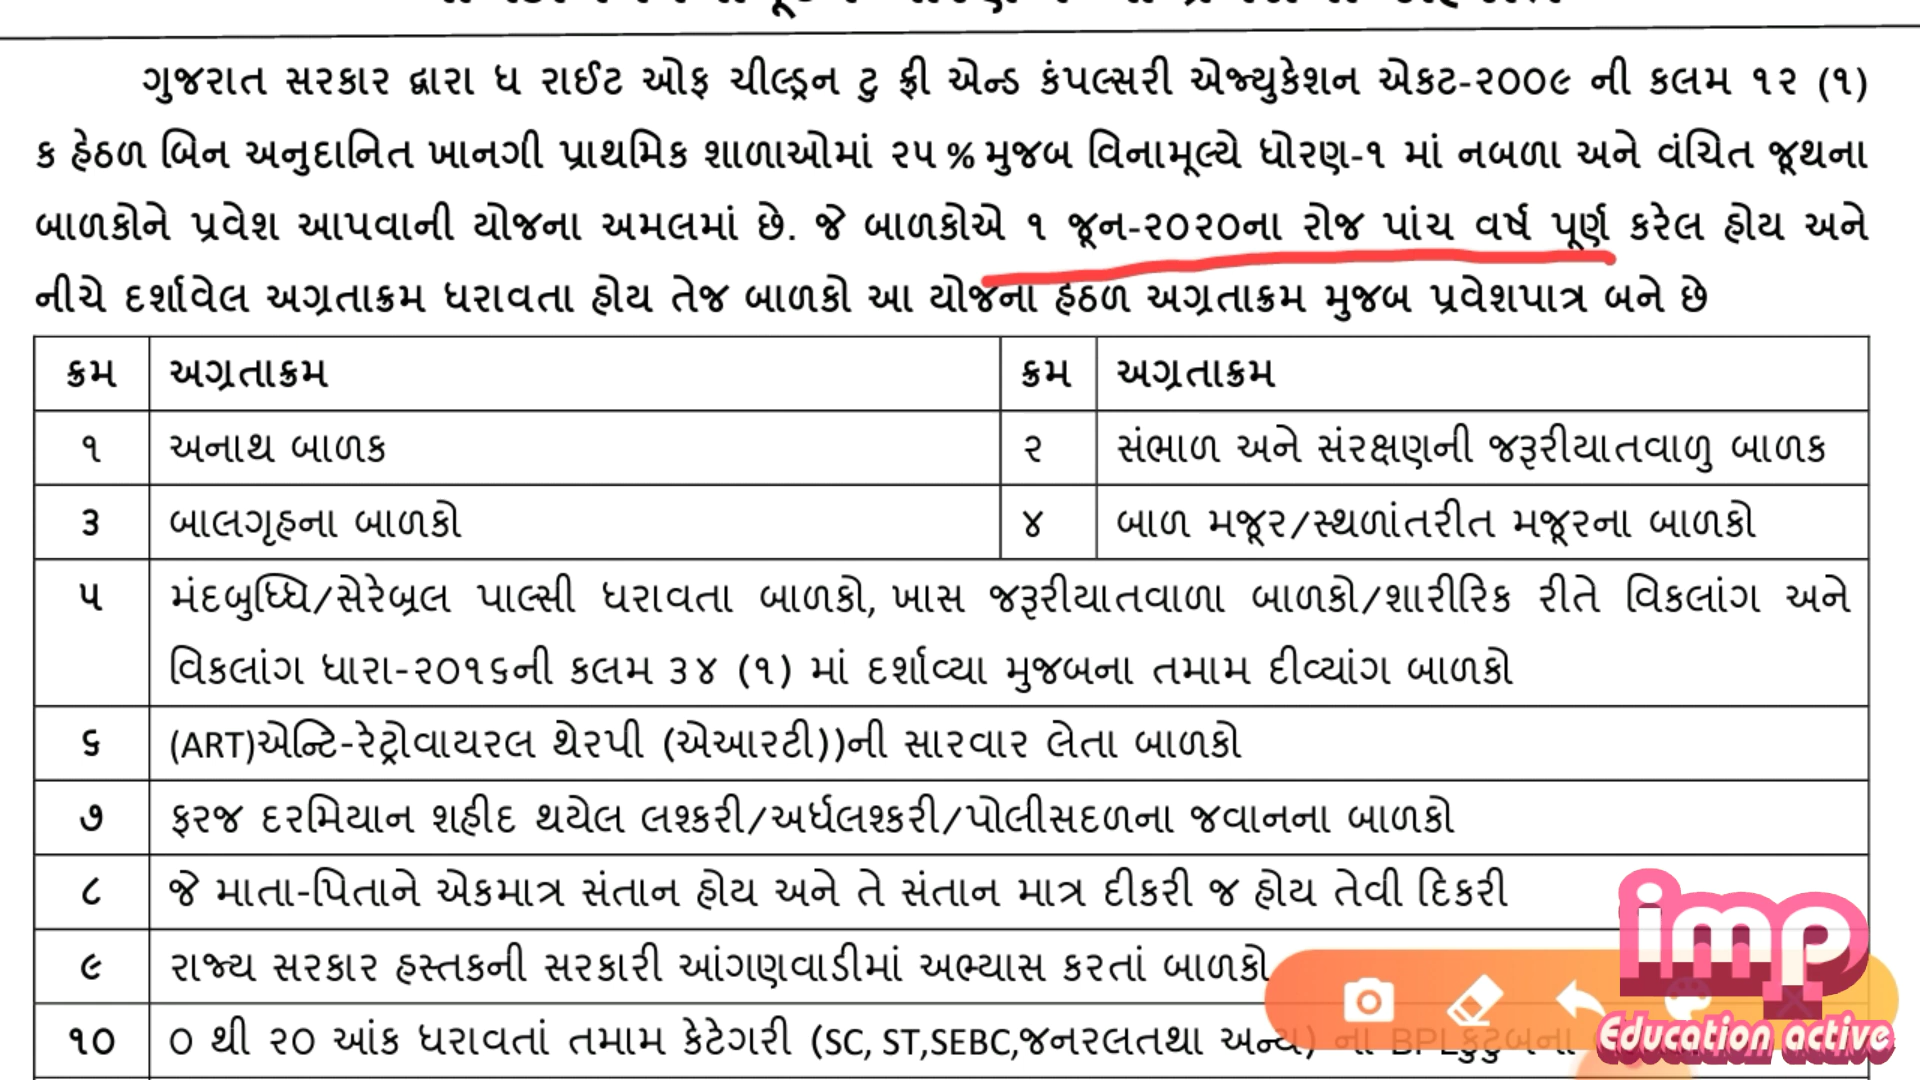 ગુજરાત સરકાર દ્વારા ધ રાઈટ ઓફ ચીલ્ડ્રન ટુ ફ્રી એન્ડ કંપલ્સરી એજ્યુકેશન એકટ-૨૦૦૯ ની કલમ ૧૨ (૧)
ક હેઠળ બિન અનુદાનિત ખાનગી પ્રાથમિક શાળાઓમાં ૨૫ % મુજબ વિનામૂલ્યે ધોરણ-૧ માં નબળા અને વંચિત જૂથના
બાળકોને પ્રવેશ આપવાની યોજના અમલમાં છે. જે બાળકોએ ૧ જૂન-૨૦૨૦ના રોજ પાંચ વર્ષ પૂર્ણ કરેલ હોય અને
નીચે દર્શાવેલ અગ્રતાક્રમ ધરાવતા હોય તેજ બાળકો આ યોજના હેઠળ અગ્રતાક્રમ મુજબ પ્રવેશપાત્ર બને છે
ક્રમ અગ્રતાક્રમ ક્રમ અગ્રતાક્રમ
૧ અનાથ બાળક ૨ સંભાળ અને સંરક્ષણની જરૂરીયાતવાળુ બાળક
૩ બાલગૃહના બાળકો ૪ બાળ મજૂર/સ્થળાંતરીત મજૂરના બાળકો
૫ મંદબુધ્ધિ/સેરેબ્રલ પાલ્સી ધરાવતા બાળકો, ખાસ જરૂરીયાતવાળા બાળકો/શારીરિક રીતે વિકલાંગ અને
વિકલાંગ ધારા-૨૦૧૬ની કલમ ૩૪ (૧) માં દર્શાવ્યા મુજબના તમામ દીવ્યાંગ બાળકો
૬ (ART)એન્ટિ-રેટ્રોવાયરલ થેરપી (એઆરટી))ની સારવાર લેતા બાળકો
૭ ફરજ દરમિયાન શહીદ થયેલ લશ્કરી/અર્ધલશ્કરી/પોલીસદળના જવાનના બાળકો
૮ જે માતા-પિતાને એકમાત્ર સંતાન હોય અને તે સંતાન માત્ર દીકરી જ હોય તેવી દિકરી
૯ રાજ્ય સરકાર હસ્તકની સરકારી આંગણવાડીમાં અભ્યાસ કરતાં બાળકો
૧૦ ૦ થી ૨૦ આંક ધરાવતાં તમામ કેટેગરી (SC, ST,SEBC,જનરલતથા અન્ય) ના BPL કુટુબના
imp
Education active